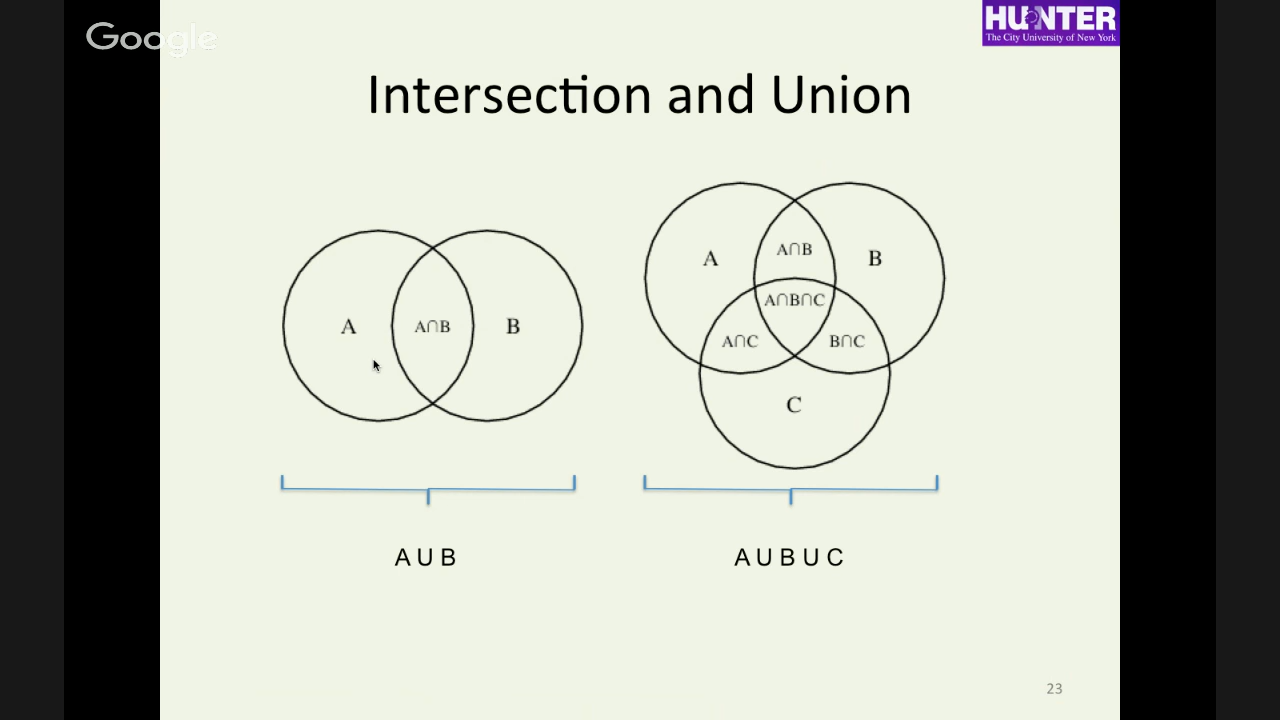 Google
HUNTER
The City University of New York
Intersection and Union
A
A∩B
B
A
A∩B
B
A∩B∩C
A∩C
B∩C
C
A U B
A U B U C
23